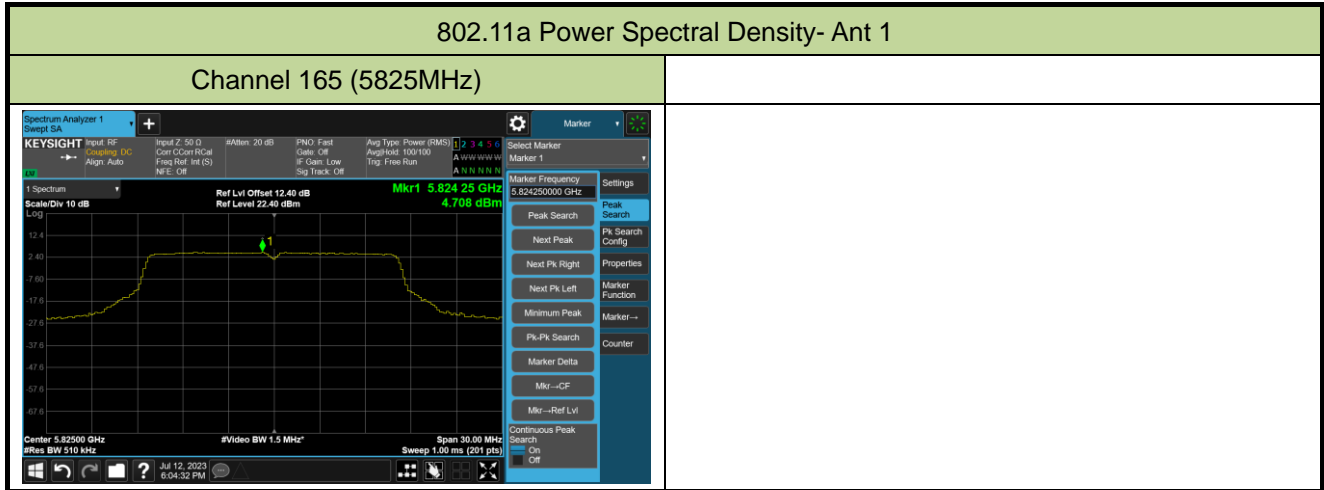 802.11a Power Spectral Density- Ant 1
Channel 165 (5825MHz)
Spectrum Analyzer 1
Swept SA
+
Marker
KEYSIGHT
Input: RF
Coupling: DC
Align: Auto
Input Z: 50 Ω
Corr CCorr RCal
Freq Ref: Int (S)
NFE: Off
#Atten: 20 dB
PNO: Fast
Gate: Off
IF Gain: Low
Sig Track: Off
Avg Type: Power (RMS)
Avg|Hold: 100/100
Trig: Free Run
1 2 3 4 5 6
A W W W W W
A N N N N N
Select Marker
Marker 1
1 Spectrum
Scale/Div 10 dB
Log
Ref Lvl Offset 12.40 dB
Ref Level 22.40 dBm
Mkr1 5.824 25 GHz
4.708 dBm
12.4
2.40
-7.60
-17.6
-27.6
-37.6
-47.6
-57.6
-67.6
1
Center 5.82500 GHz
#Res BW 510 kHz
#Video BW 1.5 MHz*
Span 30.00 MHz
Sweep 1.00 ms (201 pts)
Marker Frequency
5.824250000 GHz
Peak Search
Next Peak
Next Pk Right
Next Pk Left
Minimum Peak
Pk-Pk Search
Marker Delta
Mkr→CF
Mkr→Ref Lvl
Continuous Peak
Search
On
Off
Settings
Peak
Search
Pk Search
Config
Properties
Marker
Function
Marker→
Counter
?
Jul 12, 2023
6:04:32 PM